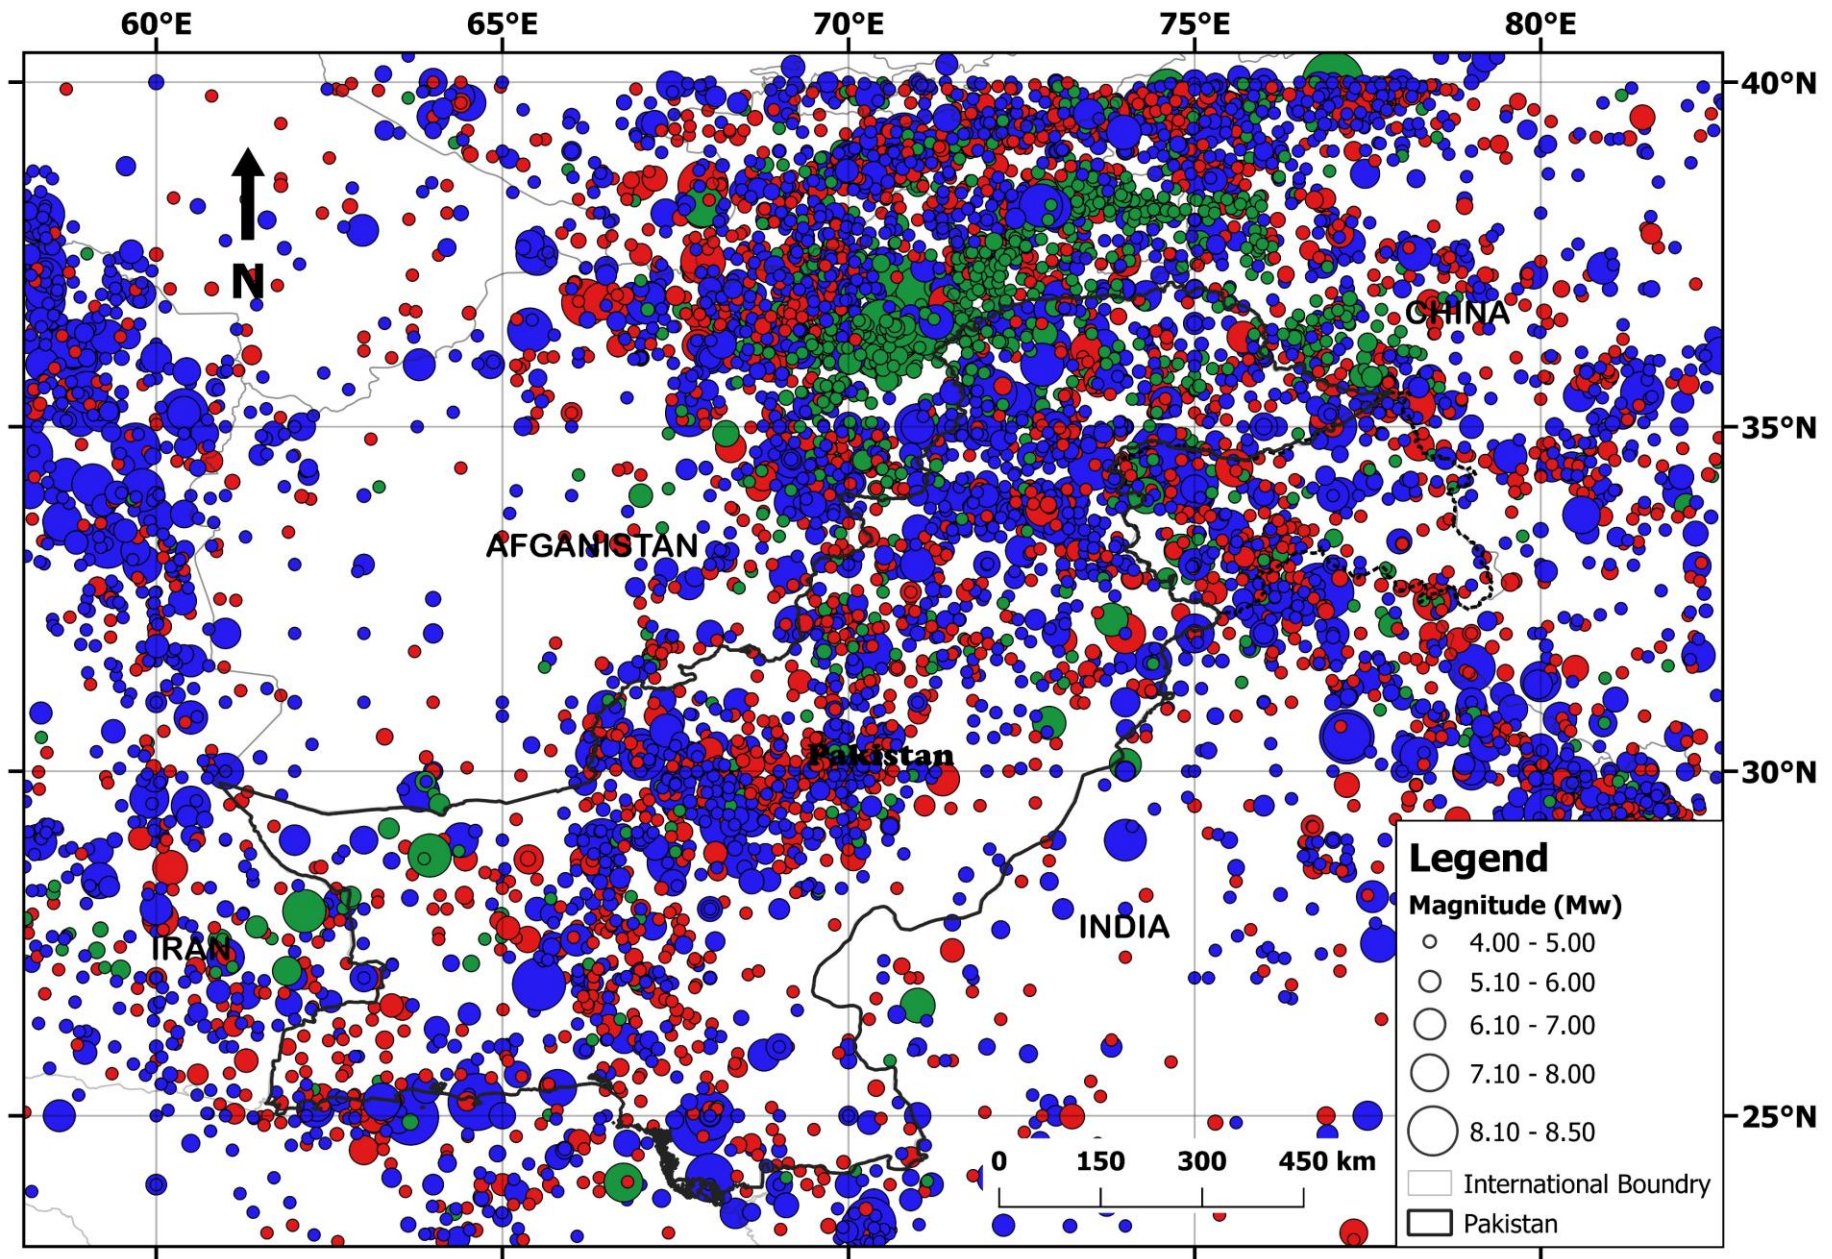 60°E 65°E 70°E 75°E 80°E
40°N
N
CHINA
35°N
AFGANISTAN
Pakistan
30°N
Legend
Magnitude (Mw)
4.00 - 5.00
5.10 - 6.00
6.10 - 7.00
7.10 - 8.00
8.10 - 8.50
International Boundry
Pakistan
INDIA
IRAN
25°N
0 150 300 450 km